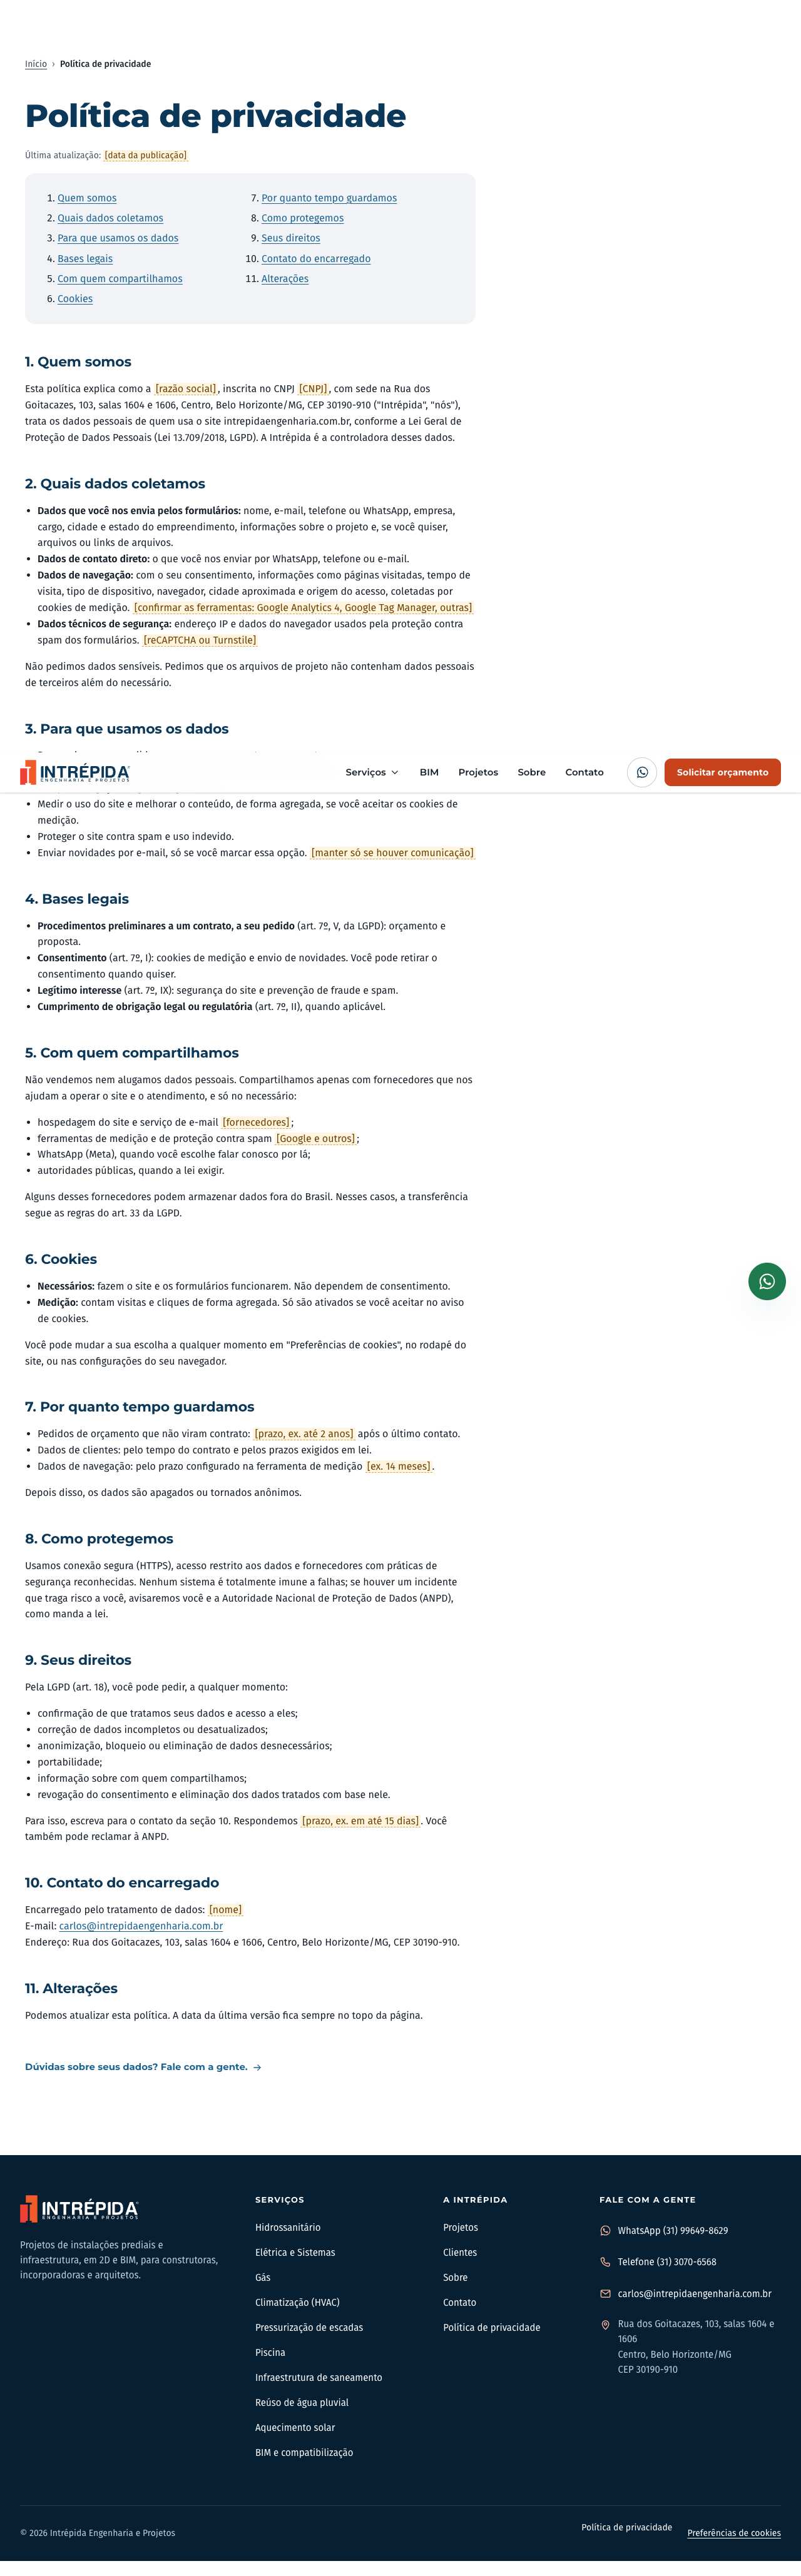 Início › Política de privacidade
Política de privacidade
Última atualização: [data da publicação]
1. Quem somos
2. Quais dados coletamos
3. Para que usamos os dados
4. Bases legais
5. Com quem compartilhamos
6. Cookies
7. Por quanto tempo guardamos
8. Como protegemos
9. Seus direitos
10. Contato do encarregado
11. Alterações
1. Quem somos
Esta política explica como a [razão social], inscrita no CNPJ [CNPJ], com sede na Rua dos
Goitacazes, 103, salas 1604 e 1606, Centro, Belo Horizonte/MG, CEP 30190-910 ("Intrépida", "nós"),
trata os dados pessoais de quem usa o site intrepidaengenharia.com.br, conforme a Lei Geral de
Proteção de Dados Pessoais (Lei 13.709/2018, LGPD). A Intrépida é a controladora desses dados.
2. Quais dados coletamos
• Dados que você nos envia pelos formulários: nome, e-mail, telefone ou WhatsApp, empresa,
cargo, cidade e estado do empreendimento, informações sobre o projeto e, se você quiser,
arquivos ou links de arquivos.
• Dados de contato direto: o que você nos enviar por WhatsApp, telefone ou e-mail.
• Dados de navegação: com o seu consentimento, informações como páginas visitadas, tempo de
visita, tipo de dispositivo, navegador, cidade aproximada e origem do acesso, coletadas por
cookies de medição. [confirmar as ferramentas: Google Analytics 4, Google Tag Manager, outras]
• Dados técnicos de segurança: endereço IP e dados do navegador usados pela proteção contra
spam dos formulários. [reCAPTCHA ou Turnstile]
Não pedimos dados sensíveis. Pedimos que os arquivos de projeto não contenham dados pessoais
de terceiros além do necessário.
3. Para que usamos os dados
INTRÉPIDA
ENGENHARIA E PROJETOS
Serviços BIM Projetos Sobre Contato Solicitar orçamento
• Medir o uso do site e melhorar o conteúdo, de forma agregada, se você aceitar os cookies de
medição.
• Proteger o site contra spam e uso indevido.
• Enviar novidades por e-mail, só se você marcar essa opção. [manter só se houver comunicação]
4. Bases legais
• Procedimentos preliminares a um contrato, a seu pedido (art. 7º, V, da LGPD): orçamento e
proposta.
• Consentimento (art. 7º, I): cookies de medição e envio de novidades. Você pode retirar o
consentimento quando quiser.
• Legítimo interesse (art. 7º, IX): segurança do site e prevenção de fraude e spam.
• Cumprimento de obrigação legal ou regulatória (art. 7º, II), quando aplicável.
5. Com quem compartilhamos
Não vendemos nem alugamos dados pessoais. Compartilhamos apenas com fornecedores que nos
ajudam a operar o site e o atendimento, e só no necessário:
• hospedagem do site e serviço de e-mail [fornecedores];
• ferramentas de medição e de proteção contra spam [Google e outros];
• WhatsApp (Meta), quando você escolhe falar conosco por lá;
• autoridades públicas, quando a lei exigir.
Alguns desses fornecedores podem armazenar dados fora do Brasil. Nesses casos, a transferência
segue as regras do art. 33 da LGPD.
6. Cookies
• Necessários: fazem o site e os formulários funcionarem. Não dependem de consentimento.
• Medição: contam visitas e cliques de forma agregada. Só são ativados se você aceitar no aviso
de cookies.
Você pode mudar a sua escolha a qualquer momento em "Preferências de cookies", no rodapé do
site, ou nas configurações do seu navegador.
7. Por quanto tempo guardamos
• Pedidos de orçamento que não viram contrato: [prazo, ex. até 2 anos] após o último contato.
• Dados de clientes: pelo tempo do contrato e pelos prazos exigidos em lei.
• Dados de navegação: pelo prazo configurado na ferramenta de medição [ex. 14 meses].
Depois disso, os dados são apagados ou tornados anônimos.
8. Como protegemos
Usamos conexão segura (HTTPS), acesso restrito aos dados e fornecedores com práticas de
segurança reconhecidas. Nenhum sistema é totalmente imune a falhas; se houver um incidente
que traga risco a você, avisaremos você e a Autoridade Nacional de Proteção de Dados (ANPD),
como manda a lei.
9. Seus direitos
Pela LGPD (art. 18), você pode pedir, a qualquer momento:
• confirmação de que tratamos seus dados e acesso a eles;
• correção de dados incompletos ou desatualizados;
• anonimização, bloqueio ou eliminação de dados desnecessários;
• portabilidade;
• informação sobre com quem compartilhamos;
• revogação do consentimento e eliminação dos dados tratados com base nele.
Para isso, escreva para o contato da seção 10. Respondemos [prazo, ex. em até 15 dias]. Você
também pode reclamar à ANPD.
10. Contato do encarregado
Encarregado pelo tratamento de dados: [nome]
E-mail: carlos@intrepidaengenharia.com.br
Endereço: Rua dos Goitacazes, 103, salas 1604 e 1606, Centro, Belo Horizonte/MG, CEP 30190-910.
11. Alterações
Podemos atualizar esta política. A data da última versão fica sempre no topo da página.
Dúvidas sobre seus dados? Fale com a gente. →
INTRÉPIDA
ENGENHARIA E PROJETOS
Projetos de instalações prediais e
infraestrutura, em 2D e BIM, para construtoras,
incorporadoras e arquitetos.
SERVIÇOS
Hidrossanitário
Elétrica e Sistemas
Gás
Climatização (HVAC)
Pressurização de escadas
Piscina
Infraestrutura de saneamento
Reúso de água pluvial
Aquecimento solar
BIM e compatibilização
A INTRÉPIDA
Projetos
Clientes
Sobre
Contato
Política de privacidade
FALE COM A GENTE
WhatsApp (31) 99649-8629
Telefone (31) 3070-6568
carlos@intrepidaengenharia.com.br
Rua dos Goitacazes, 103, salas 1604 e
1606
Centro, Belo Horizonte/MG
CEP 30190-910
© 2026 Intrépida Engenharia e Projetos
Política de privacidade
Preferências de cookies